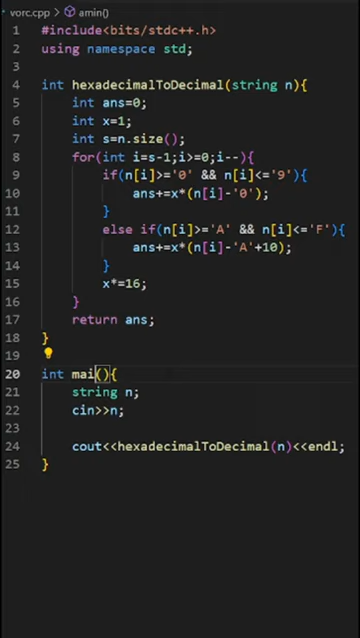 vorc.cpp > amin()
1 #include<bits/stdc++.h>
2 using namespace std;
3
4 int hexadecimalToDecimal(string n){
5     int ans=0;
6     int x=1;
7     int s=n.size();
8     for(int i=s-1;i>=0;i--){
9         if(n[i]>='0' && n[i]<='9'){
10             ans+=x*(n[i]-'0');
11         }
12         else if(n[i]>='A' && n[i]<='F'){
13             ans+=x*(n[i]-'A'+10);
14         }
15         x*=16;
16     }
17     return ans;
18 }
19
20 int mai(){
21     string n;
22     cin>>n;
23
24     cout<<hexadecimalToDecimal(n)<<endl;
25 }